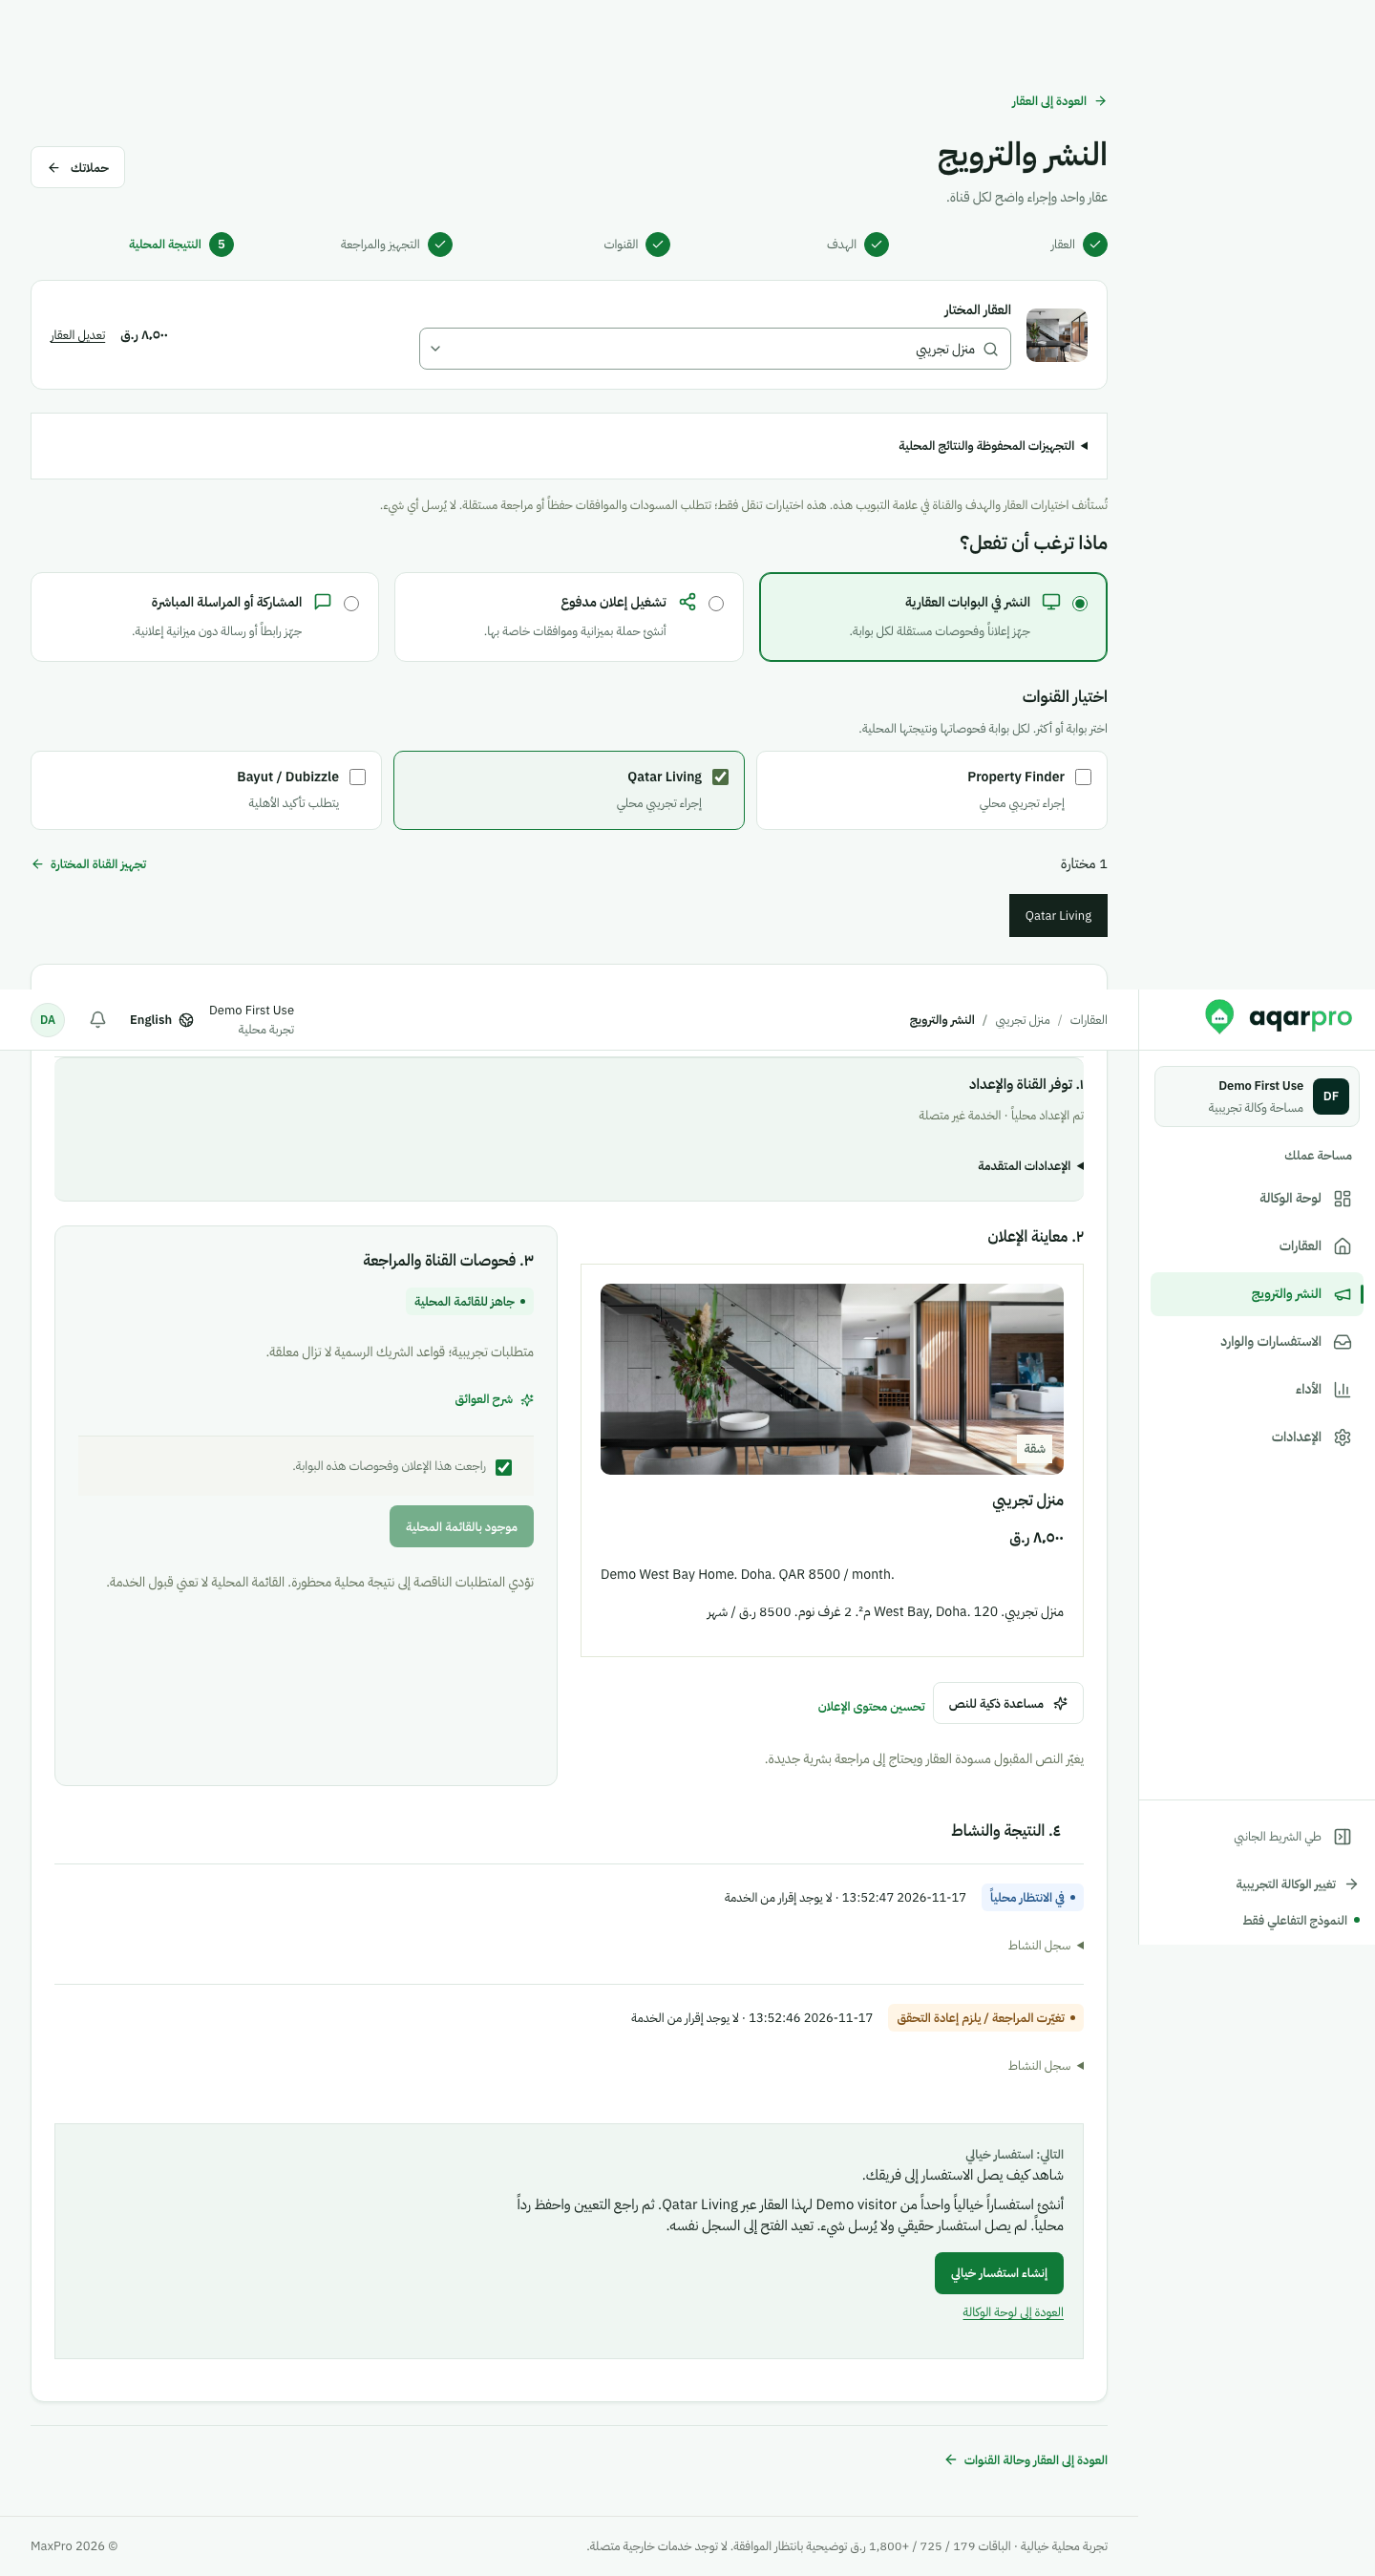 العودة إلى العقار
النشر والترويج
حملاتك
عقار واحد وإجراء واضح لكل قناة.
العقار
الهدف
القنوات
التجهيز والمراجعة
5 النتيجة المحلية
العقار المختار
منزل تجريبي
٨,٥٠٠ ر.ق
تعديل العقار
التجهيزات المحفوظة والنتائج المحلية
تُستأنف اختيارات العقار والهدف والقناة في علامة التبويب هذه. هذه اختيارات تنقل فقط؛ تتطلب المسودات والموافقات حفظاً أو مراجعة مستقلة. لا يُرسل أي شيء.
ماذا ترغب أن تفعل؟
النشر في البوابات العقارية
جهّز إعلاناً وفحوصات مستقلة لكل بوابة.
تشغيل إعلان مدفوع
أنشئ حملة بميزانية وموافقات خاصة بها.
المشاركة أو المراسلة المباشرة
جهّز رابطاً أو رسالة دون ميزانية إعلانية.
اختيار القنوات
اختر بوابة أو أكثر. لكل بوابة فحوصاتها ونتيجتها المحلية.
Property Finder
إجراء تجريبي محلي
Qatar Living
إجراء تجريبي محلي
Bayut / Dubizzle
يتطلب تأكيد الأهلية
1 مختارة
تجهيز القناة المختارة
Qatar Living
aqarpro
العقارات / منزل تجريبي / النشر والترويج
Demo First Use
تجربة محلية
English
DA
DF
Demo First Use
مساحة وكالة تجريبية
مساحة عملك
لوحة الوكالة
العقارات
النشر والترويج
الاستفسارات والوارد
الأداء
الإعدادات
طي الشريط الجانبي
تغيير الوكالة التجريبية
النموذج التفاعلي فقط
١. توفر القناة والإعداد
تم الإعداد محلياً · الخدمة غير متصلة
الإعدادات المتقدمة
٢. معاينة الإعلان
شقة
منزل تجريبي
٨,٥٠٠ ر.ق
Demo West Bay Home. Doha. QAR 8500 / month.
منزل تجريبي. West Bay, Doha. 120 م². 2 غرف نوم. 8500 ر.ق / شهر
مساعدة ذكية للنص
تحسين محتوى الإعلان
يغيّر النص المقبول مسودة العقار ويحتاج إلى مراجعة بشرية جديدة.
٣. فحوصات القناة والمراجعة
جاهز للقائمة المحلية
متطلبات تجريبية؛ قواعد الشريك الرسمية لا تزال معلقة.
شرح العوائق
راجعت هذا الإعلان وفحوصات هذه البوابة.
موجود بالقائمة المحلية
تؤدي المتطلبات الناقصة إلى نتيجة محلية محظورة. القائمة المحلية لا تعني قبول الخدمة.
٤. النتيجة والنشاط
في الانتظار محلياً
2026-11-17 13:52:47 · لا يوجد إقرار من الخدمة
سجل النشاط
تغيّرت المراجعة / يلزم إعادة التحقق
2026-11-17 13:52:46 · لا يوجد إقرار من الخدمة
سجل النشاط
التالي: استفسار خيالي
شاهد كيف يصل الاستفسار إلى فريقك.
أنشئ استفساراً خيالياً واحداً من Demo visitor لهذا العقار عبر Qatar Living. ثم راجع التعيين واحفظ رداً
محلياً. لم يصل استفسار حقيقي ولا يُرسل شيء. تعيد الفتح إلى السجل نفسه.
إنشاء استفسار خيالي
العودة إلى لوحة الوكالة
العودة إلى العقار وحالة القنوات
تجربة محلية خيالية · الباقات 179 / 725 / 1,800+ ر.ق توضيحية بانتظار الموافقة. لا توجد خدمات خارجية متصلة.
© 2026 MaxPro